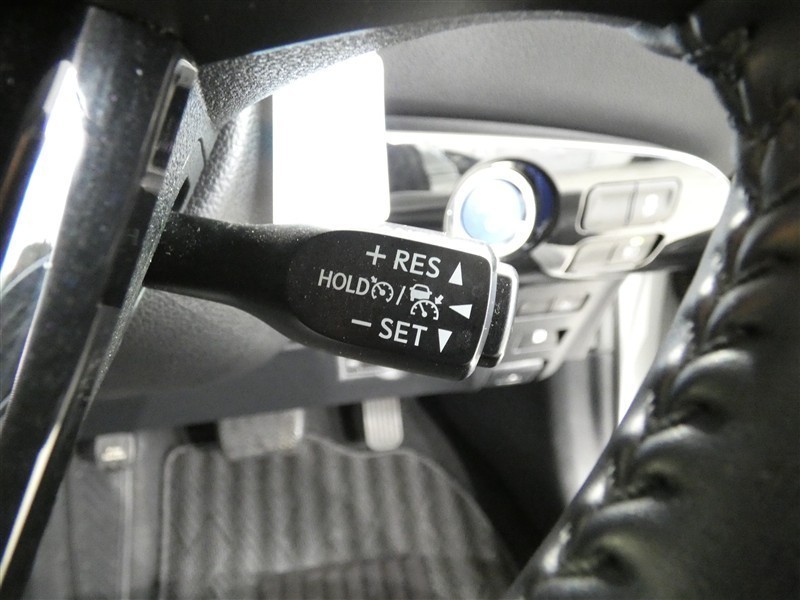 + RES
HOLD /
− SET